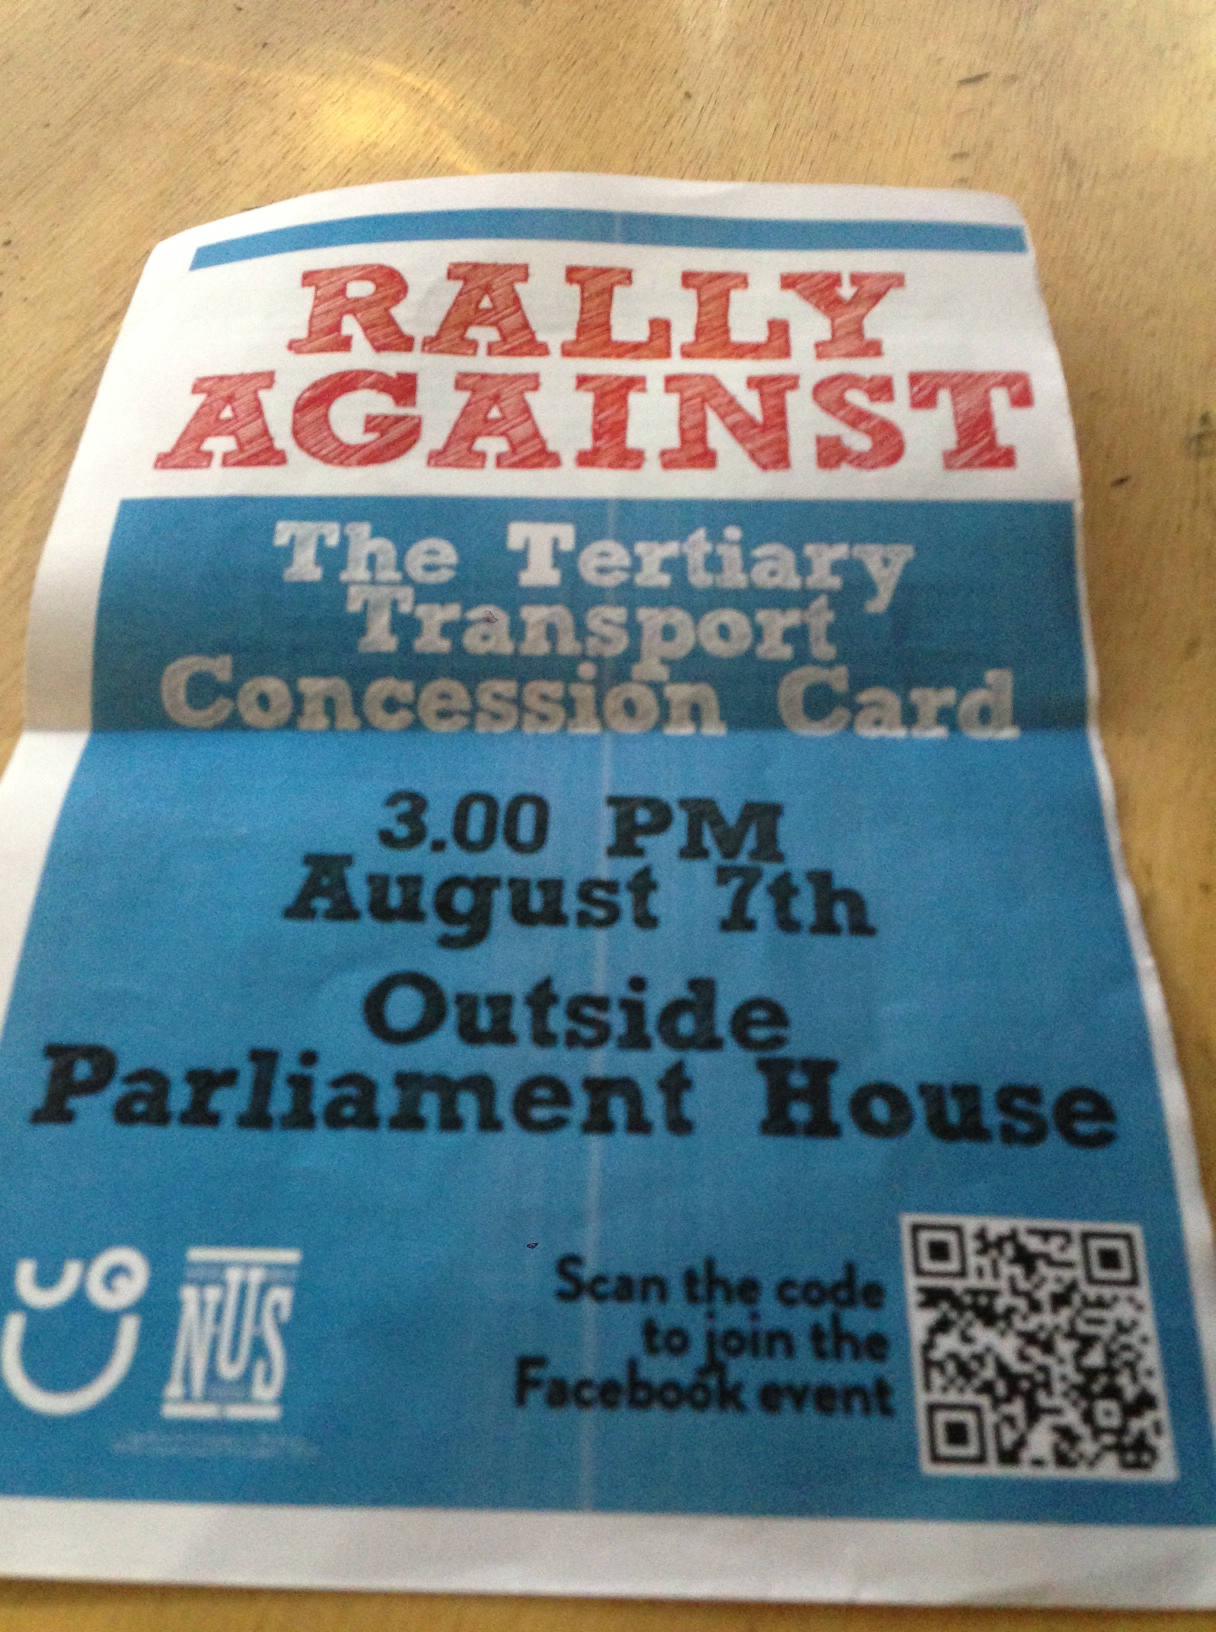 RALLY
AGAINST
The Tertiary
Transport
Concession Card
3.00 PM
August 7th
Outside
Parliament House
NUS
Scan the code
to join the
Facebook event